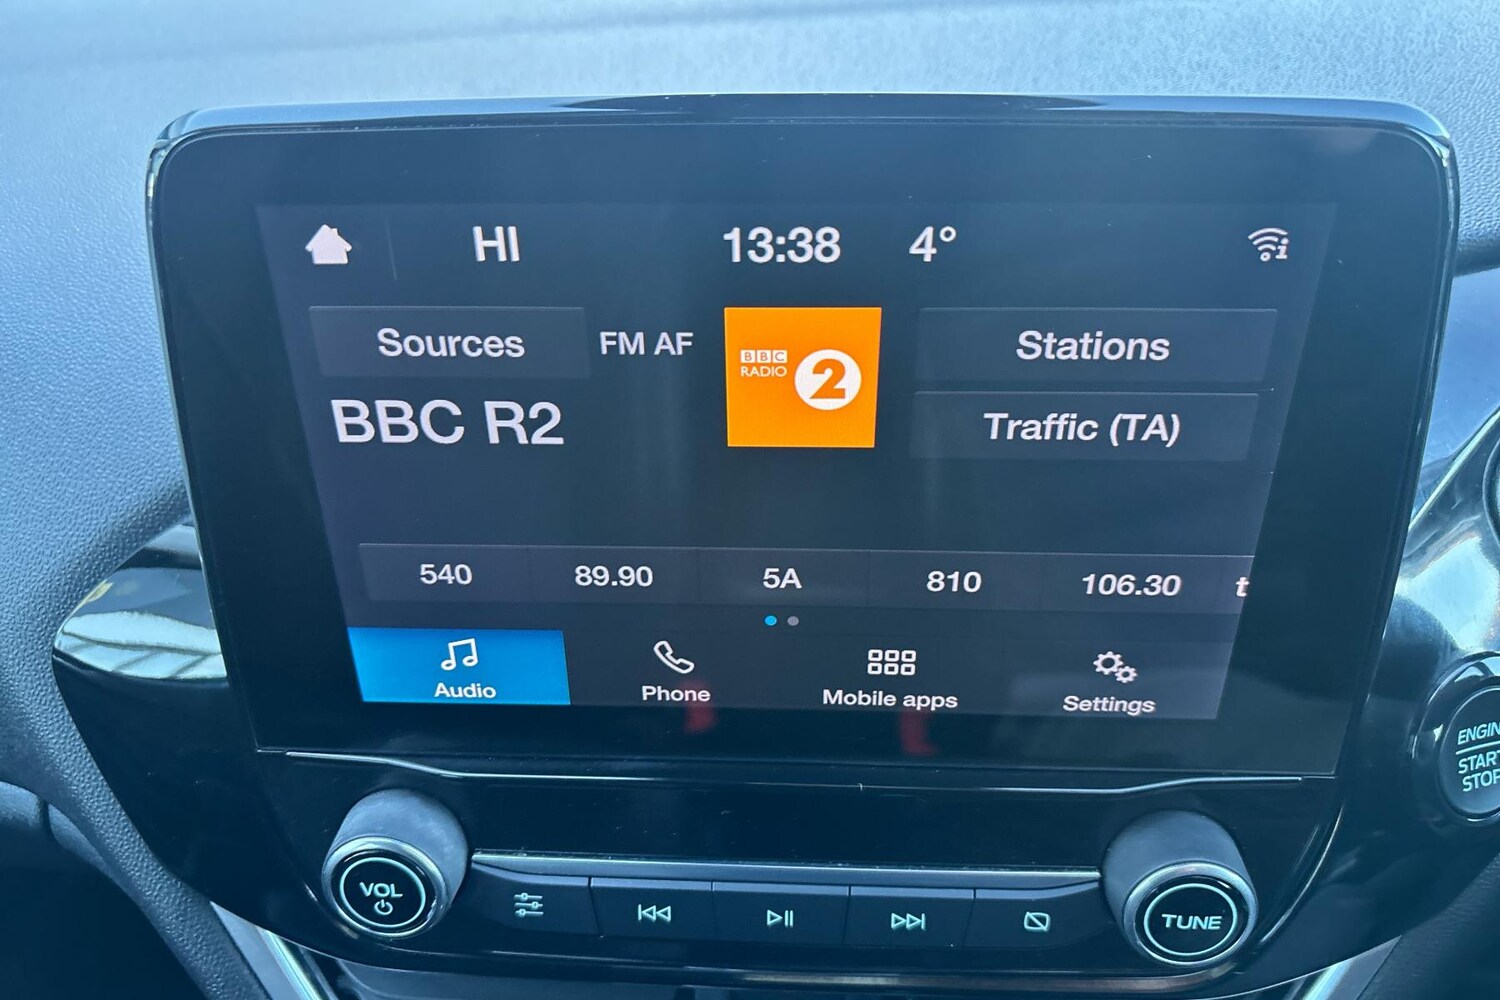 HI 13:38 4°
Sources FM AF
BBC
RADIO 2
Stations
BBC R2
Traffic (TA)
540 89.90 5A 810 106.30 t
Audio Phone Mobile apps Settings
VOL
TUNE
ENGIN
START
STOP